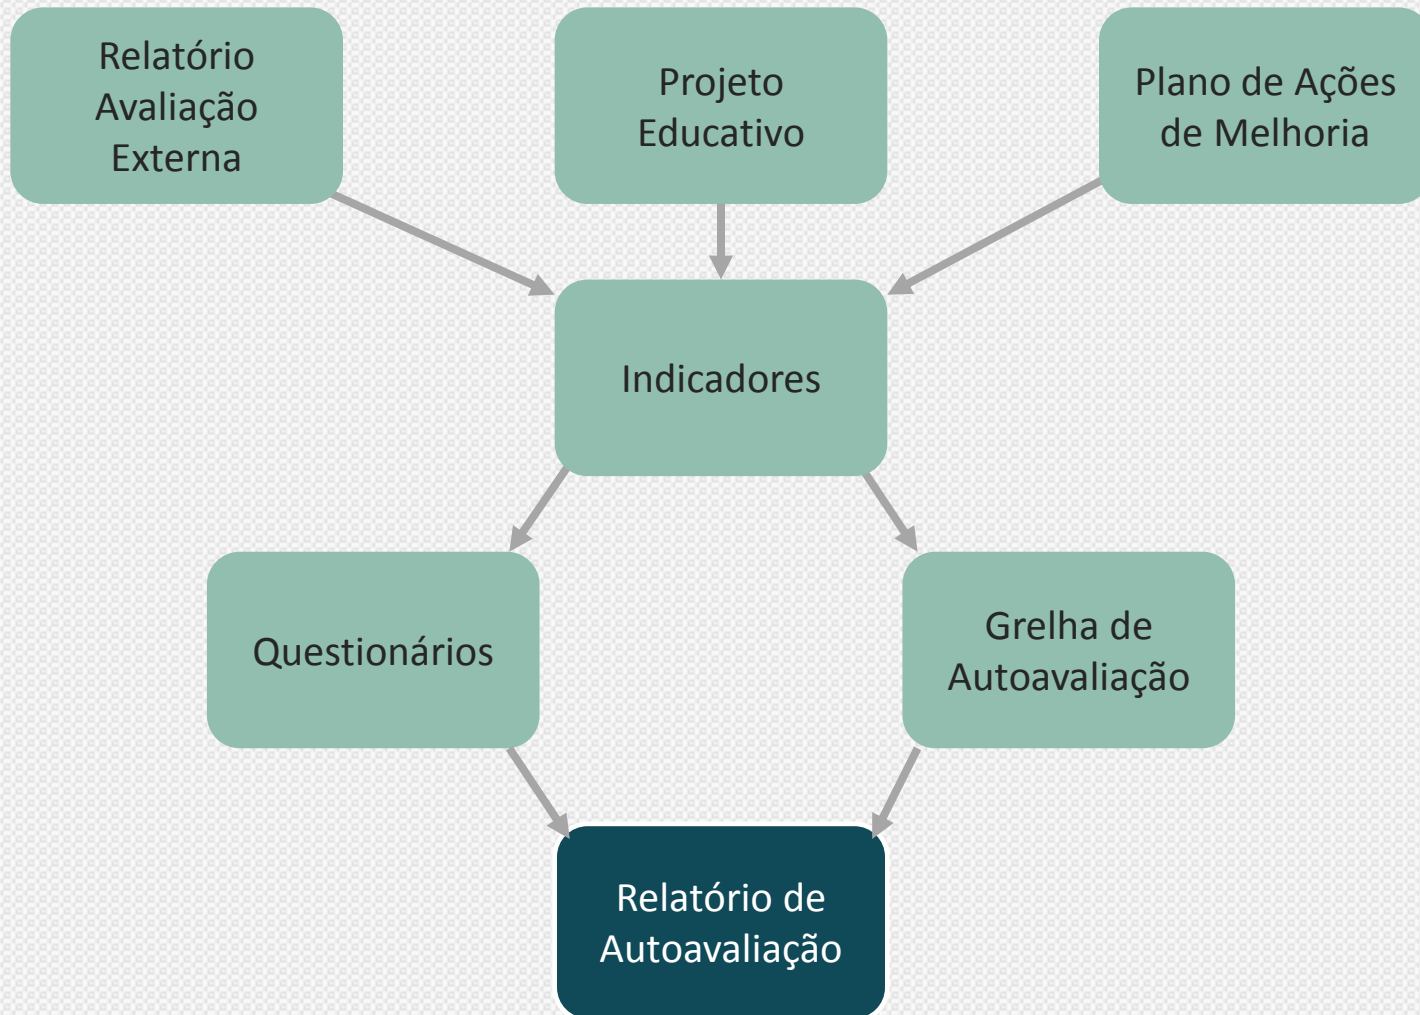 Relatório
Avaliação
Externa
Projeto
Educativo
Plano de Ações
de Melhoria
Indicadores
Questionários
Grelha de
Autoavaliação
Relatório de
Autoavaliação